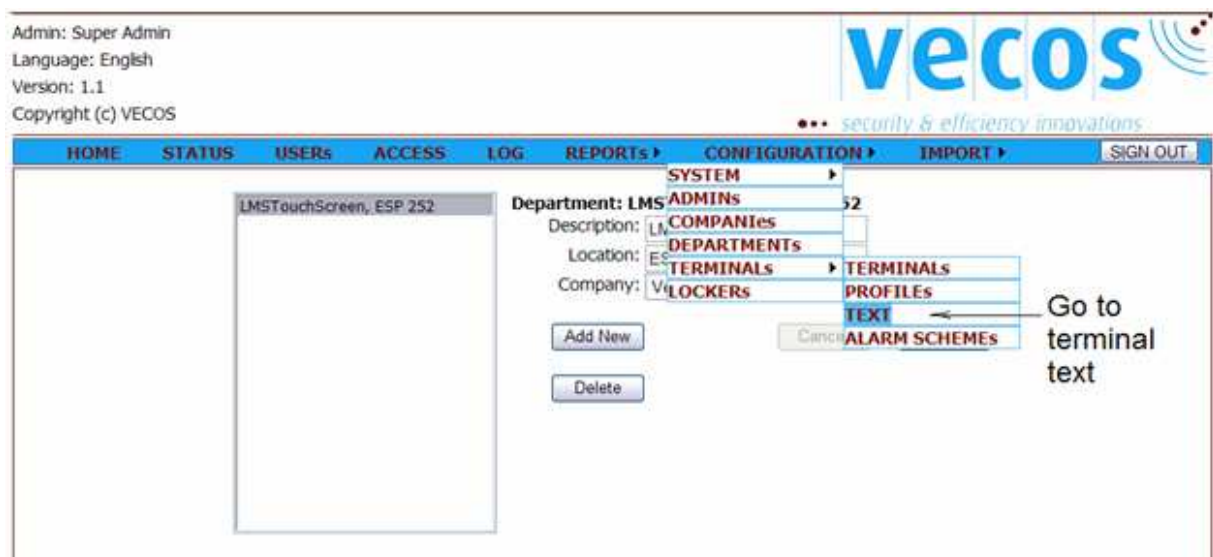 Admin: Super Admin
Language: English
Version: 1.1
Copyright (c) VECOS
vecos
security & efficiency innovations
HOME STATUS USERs ACCESS LOG REPORTs CONFIGURATION IMPORT SIGN OUT
SYSTEM
ADMINs
COMPANIes
DEPARTMENTs
TERMINALs
LOCKERs
TERMINALs
PROFILEs
TEXT
ALARM SCHEMEs
LMSTouchScreen, ESP 252
Department: LMS 52
Description:
Location: ES
Company:
Add New
Delete
Go to
terminal
text